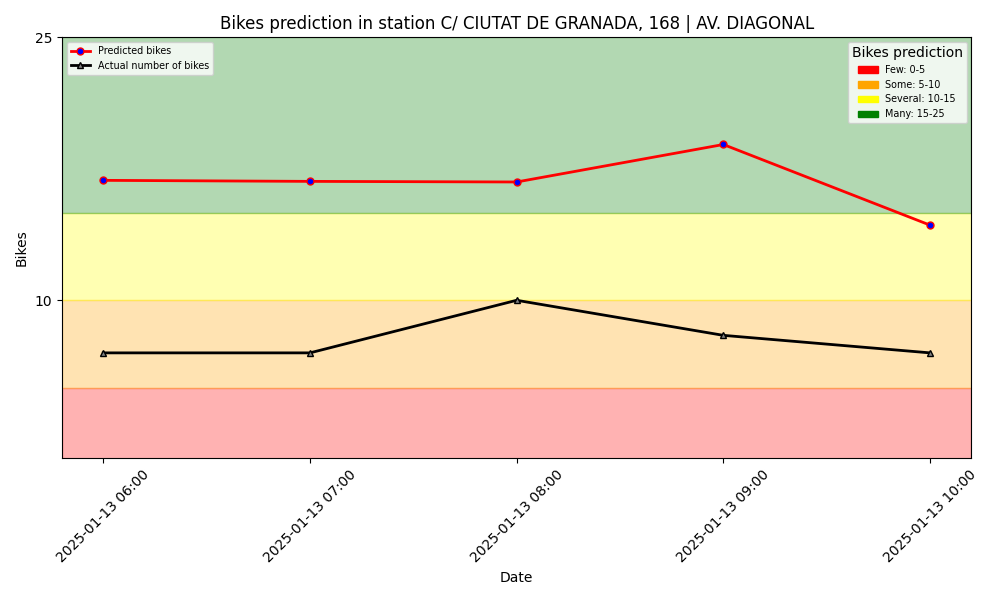 Bikes prediction in station C/ CIUTAT DE GRANADA, 168 | AV. DIAGONAL
25
Predicted bikes
Actual number of bikes
Bikes prediction
Few: 0-5
Some: 5-10
Several: 10-15
Many: 15-25
Bikes
10
2025-01-13 06:00
2025-01-13 07:00
2025-01-13 08:00
2025-01-13 09:00
2025-01-13 10:00
Date